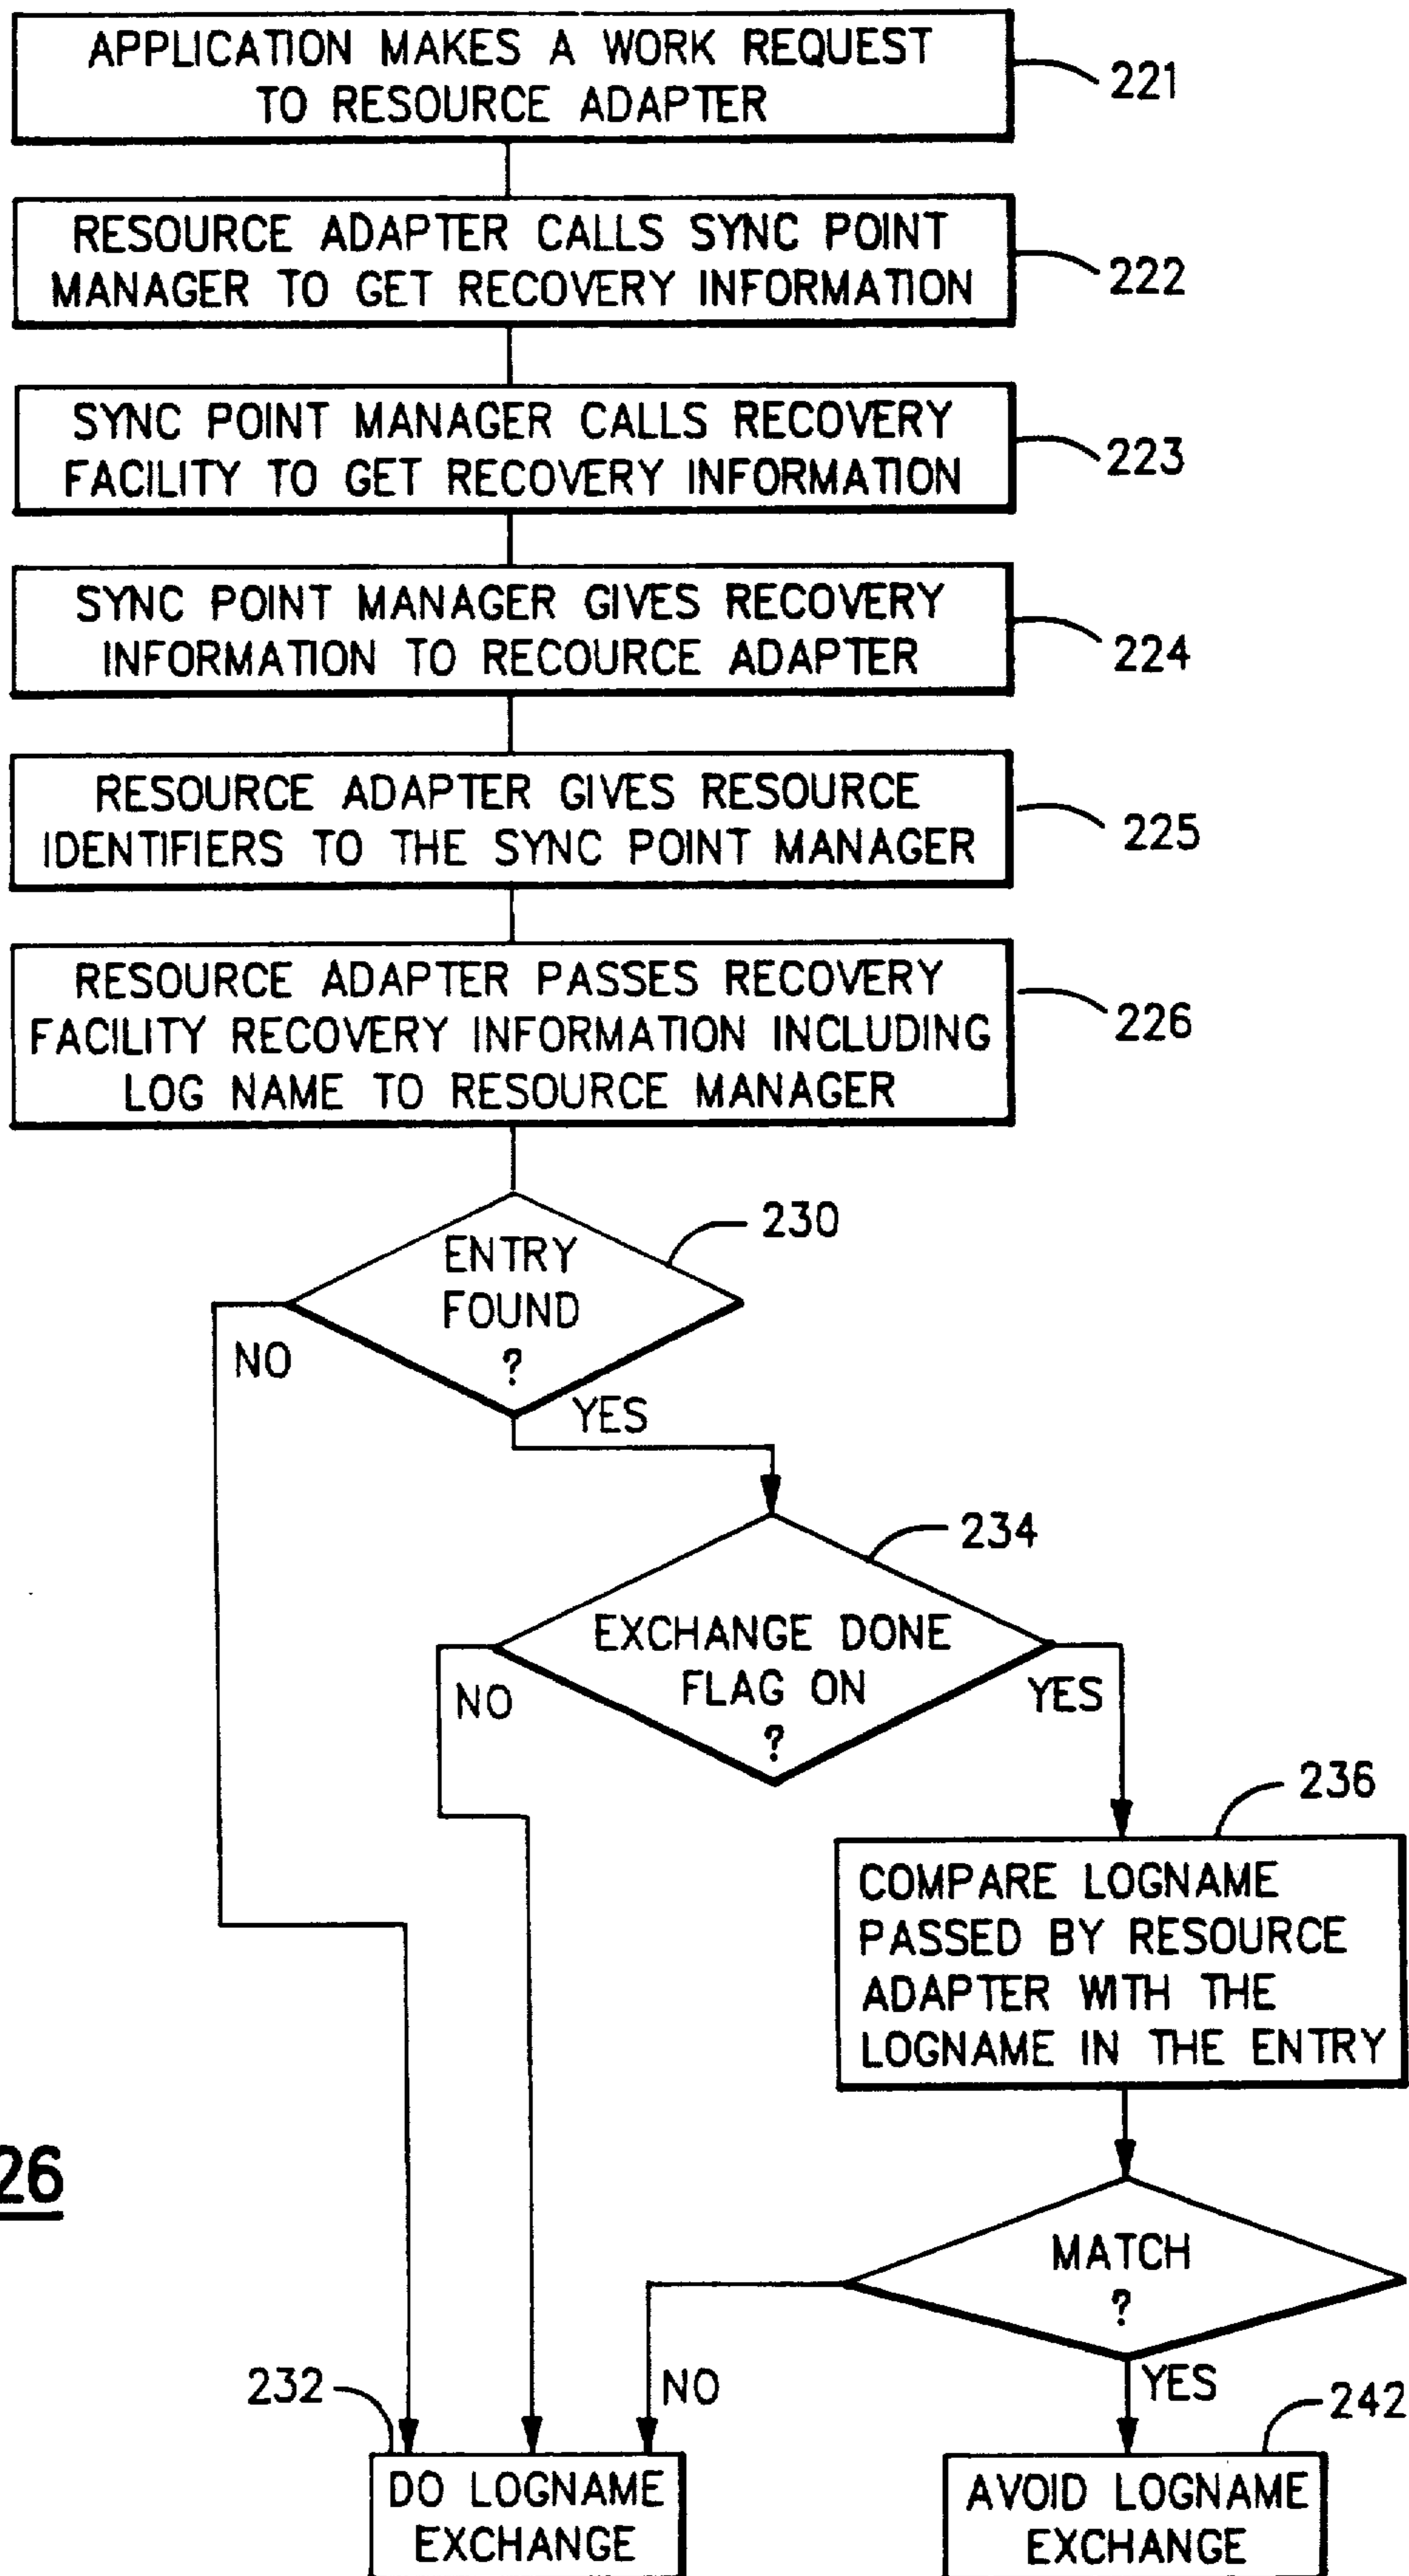 APPLICATION MAKES A WORK REQUEST
TO RESOURCE ADAPTER
221
RESOURCE ADAPTER CALLS SYNC POINT
MANAGER TO GET RECOVERY INFORMATION
222
SYNC POINT MANAGER CALLS RECOVERY
FACILITY TO GET RECOVERY INFORMATION
223
SYNC POINT MANAGER GIVES RECOVERY
INFORMATION TO RECOURCE ADAPTER
224
RESOURCE ADAPTER GIVES RESOURCE
IDENTIFIERS TO THE SYNC POINT MANAGER
225
RESOURCE ADAPTER PASSES RECOVERY
FACILITY RECOVERY INFORMATION INCLUDING
LOG NAME TO RESOURCE MANAGER
226
230
ENTRY
FOUND
?
NO
YES
234
EXCHANGE DONE
FLAG ON
?
NO
YES
236
COMPARE LOGNAME
PASSED BY RESOURCE
ADAPTER WITH THE
LOGNAME IN THE ENTRY
26
MATCH
?
NO
YES
232
242
DO LOGNAME
EXCHANGE
AVOID LOGNAME
EXCHANGE